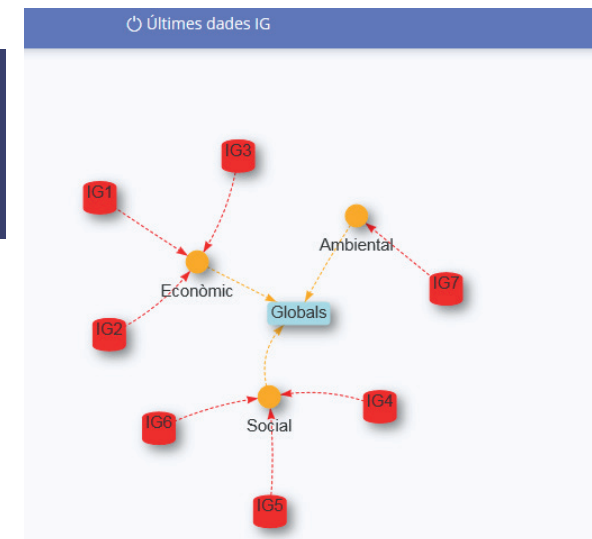 Últimes dades IG
IG3
IG1
Ambiental
Econòmic
IG7
Globals
IG2
IG4
IG6
Social
IG5